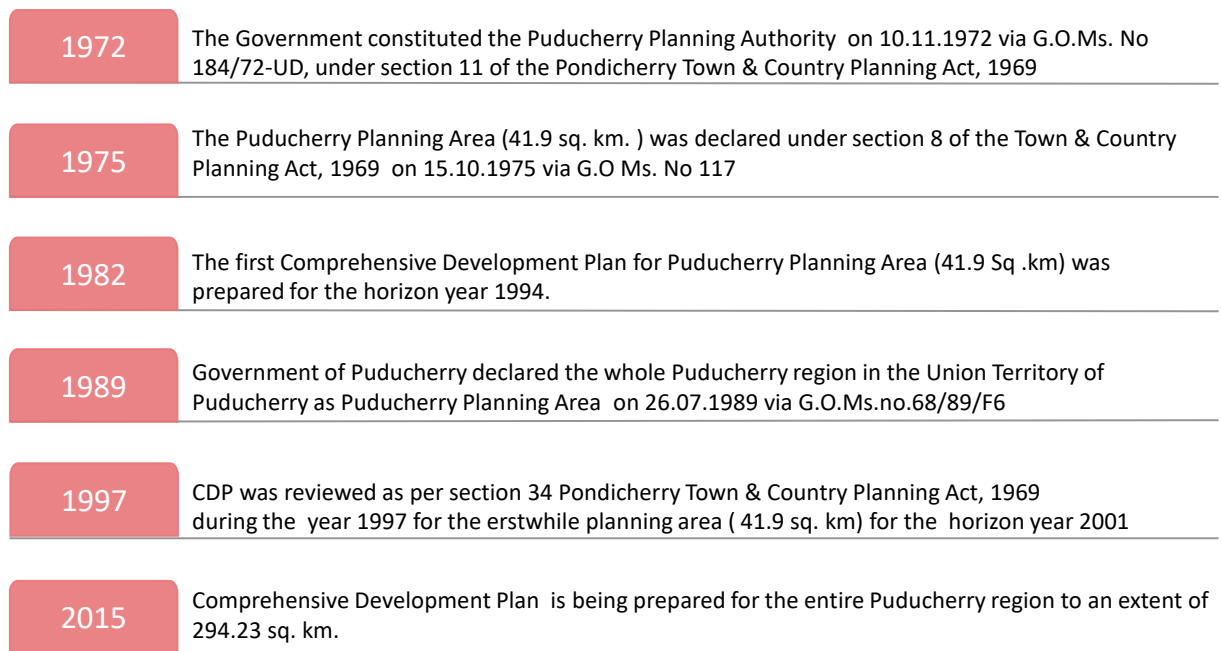 1972
The Government constituted the Puducherry Planning Authority on 10.11.1972 via G.O.Ms. No
184/72-UD, under section 11 of the Pondicherry Town & Country Planning Act, 1969
1975
The Puducherry Planning Area (41.9 sq. km. ) was declared under section 8 of the Town & Country
Planning Act, 1969 on 15.10.1975 via G.O Ms. No 117
1982
The first Comprehensive Development Plan for Puducherry Planning Area (41.9 Sq .km) was
prepared for the horizon year 1994.
1989
Government of Puducherry declared the whole Puducherry region in the Union Territory of
Puducherry as Puducherry Planning Area on 26.07.1989 via G.O.Ms.no.68/89/F6
1997
CDP was reviewed as per section 34 Pondicherry Town & Country Planning Act, 1969
during the year 1997 for the erstwhile planning area ( 41.9 sq. km) for the horizon year 2001
2015
Comprehensive Development Plan is being prepared for the entire Puducherry region to an extent of
294.23 sq. km.